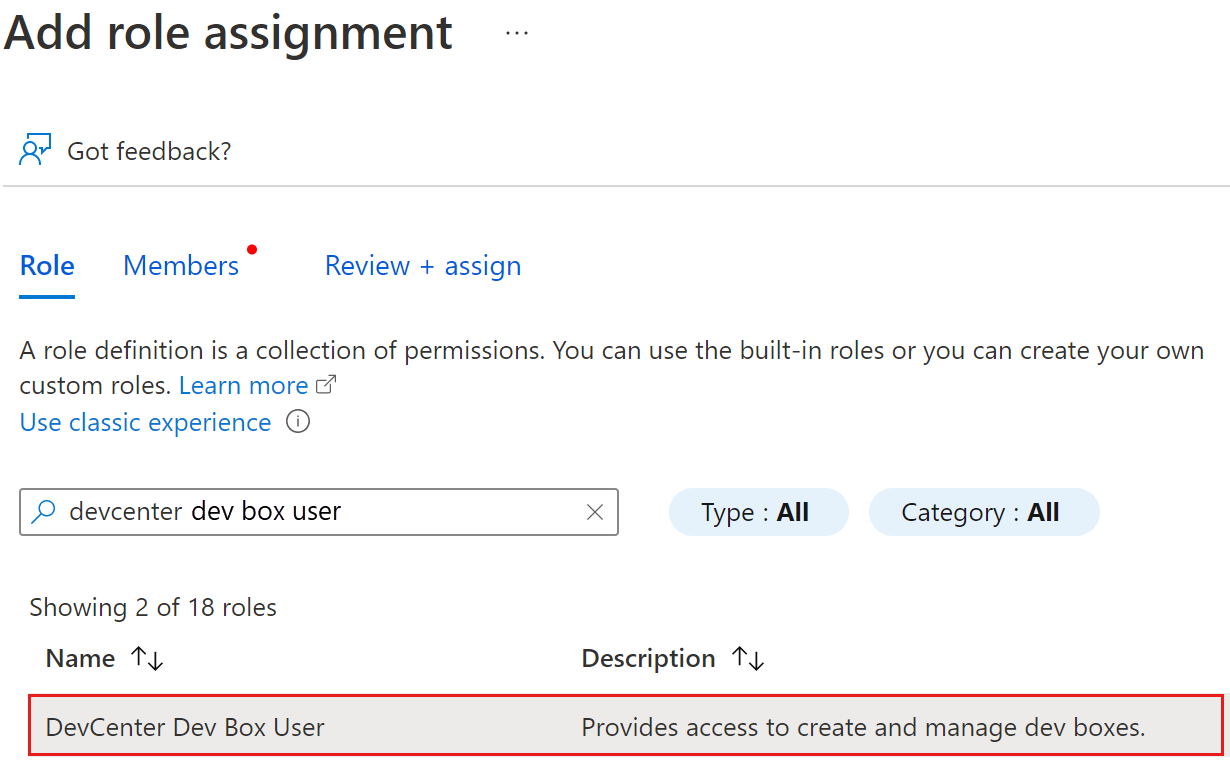 Add role assignment ...
Got feedback?
Role Members Review + assign
A role definition is a collection of permissions. You can use the built-in roles or you can create your own
custom roles. Learn more
Use classic experience
devcenter dev box user Type : All Category : All
Showing 2 of 18 roles
Name ↑↓ Description ↑↓
DevCenter Dev Box User Provides access to create and manage dev boxes.